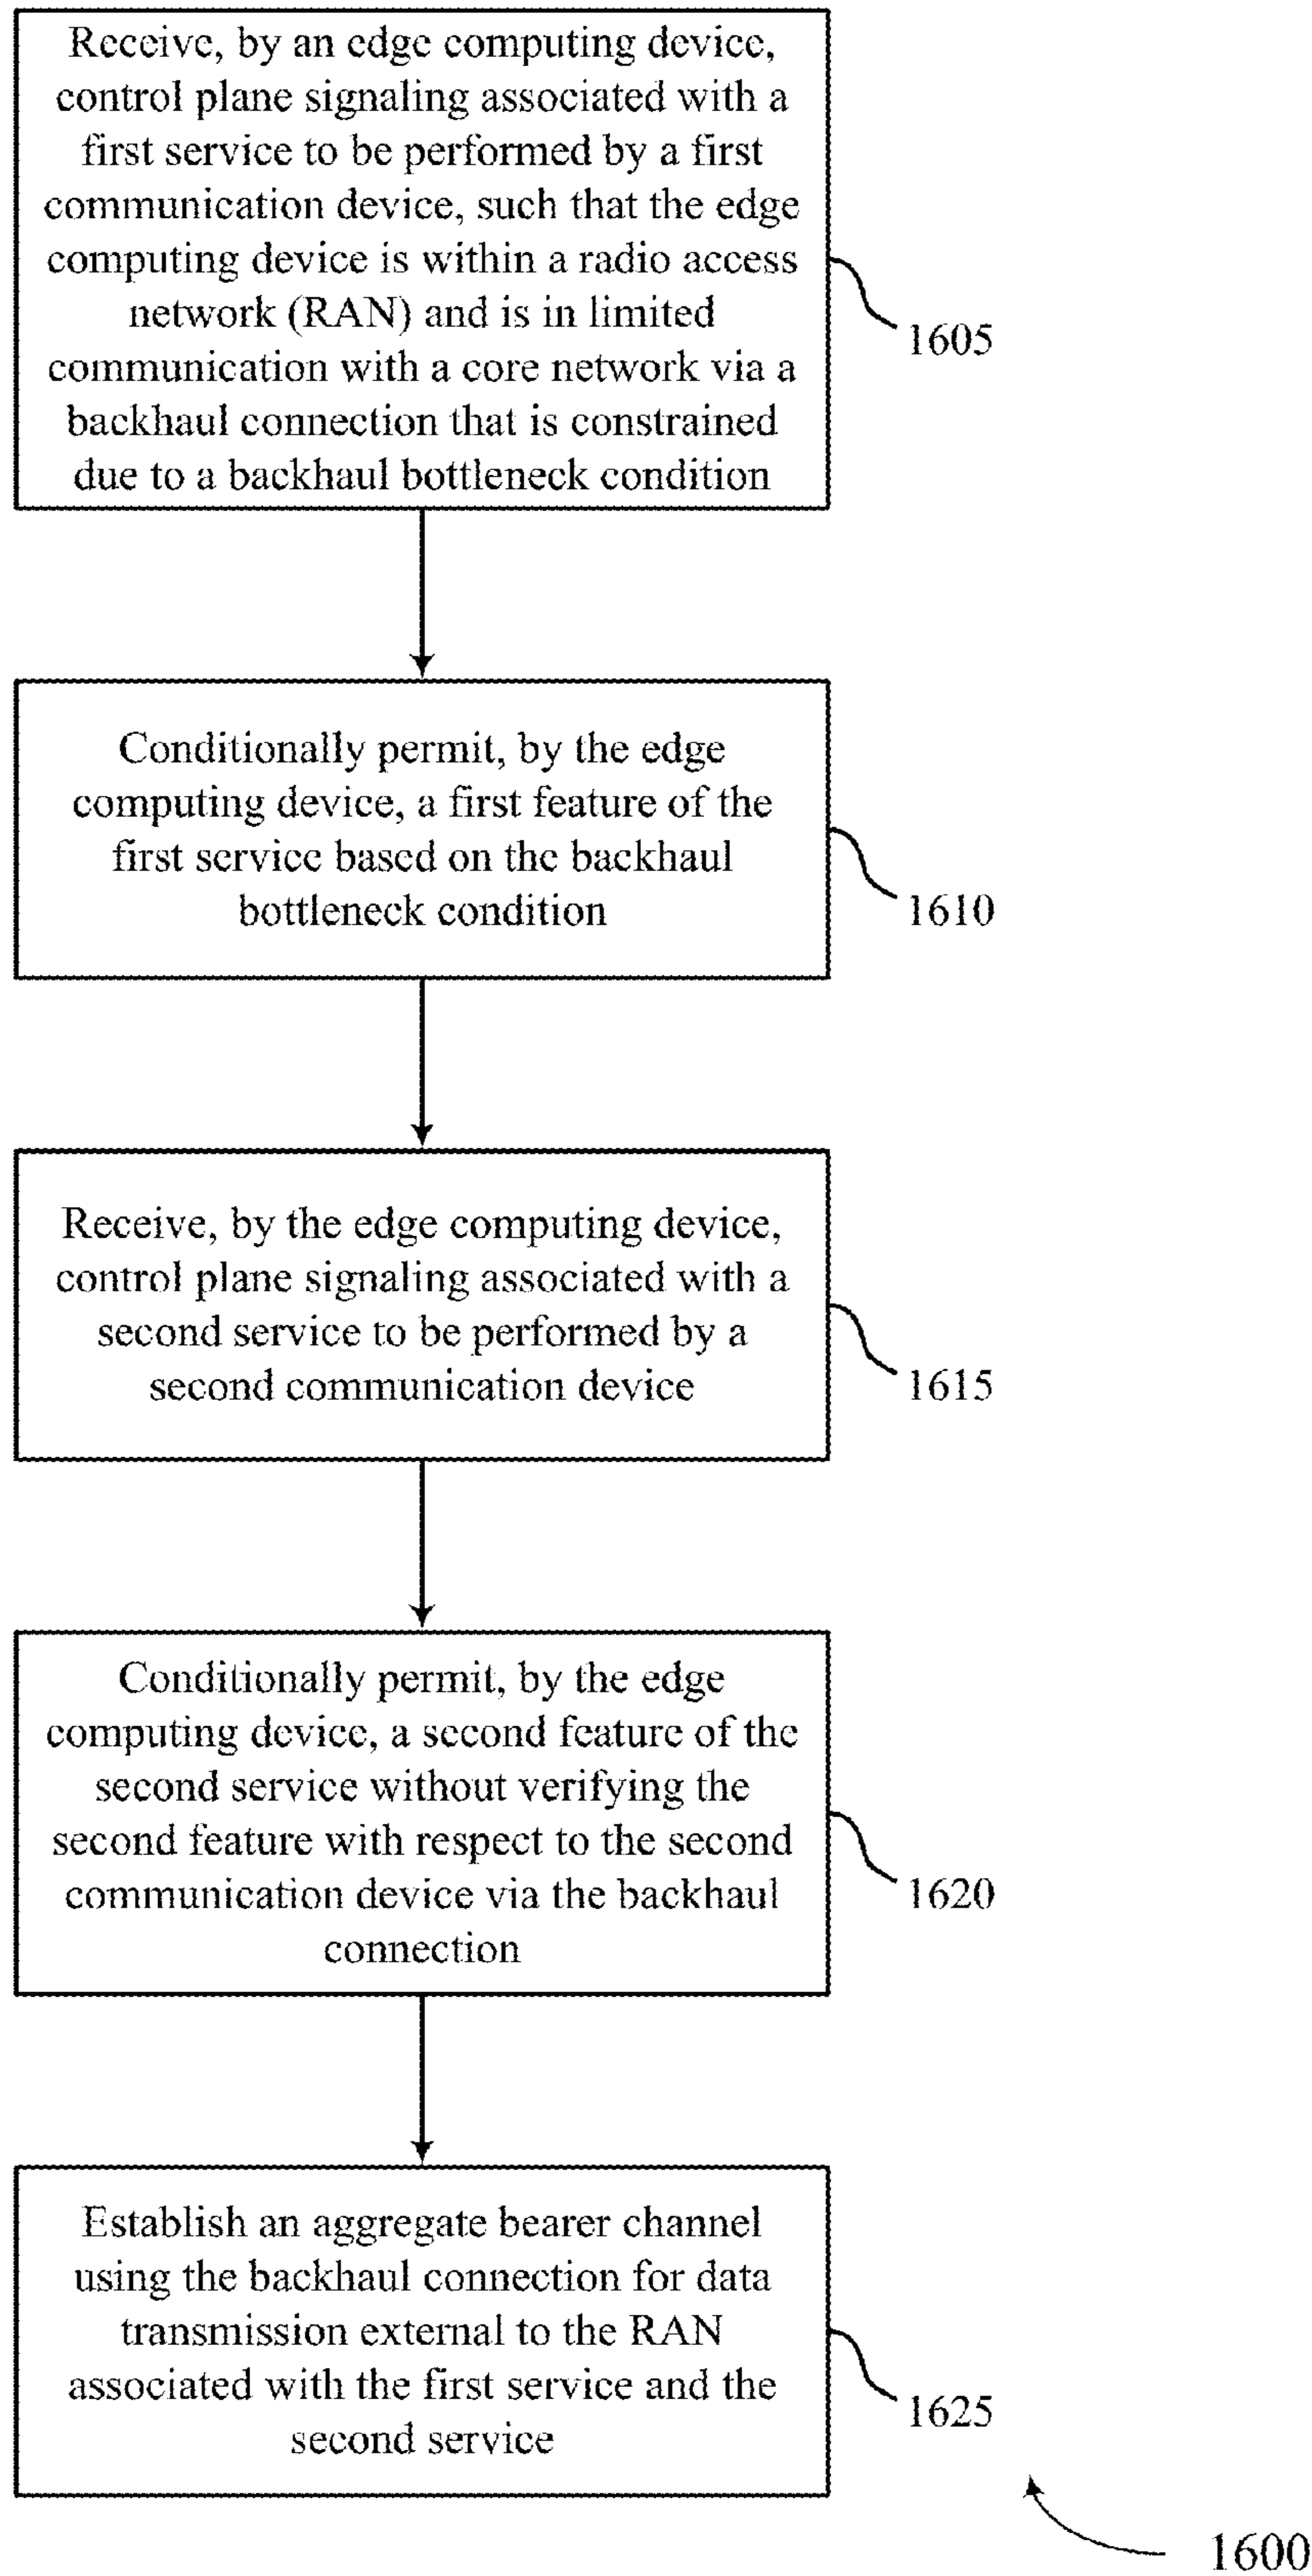 Receive, by an edge computing device,
control plane signaling associated with a
first service to be performed by a first
communication device, such that the edge
computing device is within a radio access
network (RAN) and is in limited
communication with a core network via a
backhaul connection that is constrained
due to a backhaul bottleneck condition
1605
Conditionally permit, by the edge
computing device, a first feature of the
first service based on the backhaul
bottleneck condition
1610
Receive, by the edge computing device,
control plane signaling associated with a
second service to be performed by a
second communication device
1615
Conditionally permit, by the edge
computing device, a second feature of the
second service without verifying the
second feature with respect to the second
communication device via the backhaul
connection
1620
Establish an aggregate bearer channel
using the backhaul connection for data
transmission external to the RAN
associated with the first service and the
second service
1625
1600